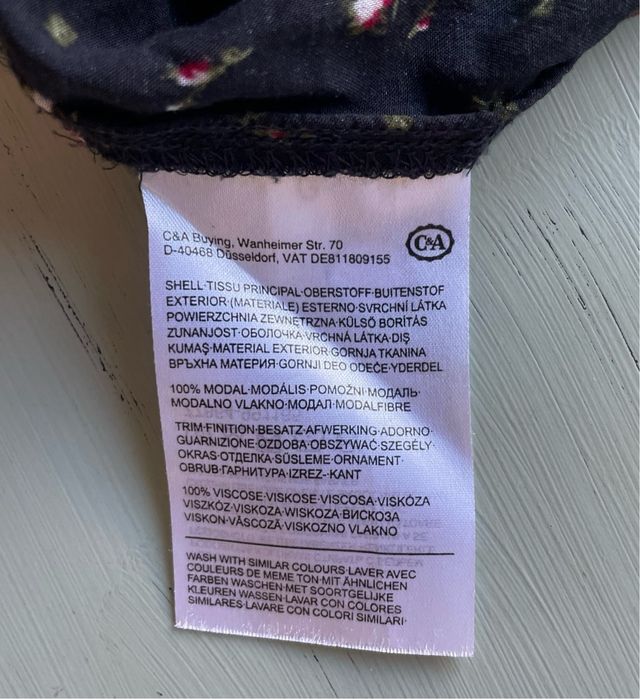 C&A Buying, Wanheimer Str. 70
D-40468 Düsseldorf, VAT DE811809155
C&A
SHELL·TISSU PRINCIPAL·OBERSTOFF·BUITENSTOF
EXTERIOR·(MATERIALE) ESTERNO·SVRCHNÍ LÁTKA
POWIERZCHNIA ZEWNĘTRZNA·KÜLSŐ BORÍTÁS
ZUNANJOST·ОБОЛОЧКА·VRCHNÁ LÁTKA·DIŞ
KUMAŞ·MATERIAL EXTERIOR·GORNJA TKANINA
ВРЪХНА МАТЕРИЯ·GORNJI DEO ODEĆE·YDERDEL
100% MODAL·MODÁLIS·POMOŽNI·МОДАЛЬ·
MODALNO VLAKNO·МОДАЛ·MODALFIBRE
TRIM·FINITION·BESATZ·AFWERKING·ADORNO·
GUARNIZIONE·OZDOBA·OBSZYWAĆ·SZEGÉLY·
OKRAS·ОТДЕЛКА·SÜSLEME·ORNAMENT·
OBRUB·ГАРНИТУРА·IZREZ-·KANT
100% VISCOSE·VISKOSE·VISCOSA·VISKÓZA
VISZKÓZ·VISKOZA·WISKOZA·ВИСКОЗА
VISKON·VÂSCOZĂ·VISKOZNO VLAKNO
WASH WITH SIMILAR COLOURS·LAVER AVEC
COULEURS DE MEME TON·MIT ÄHNLICHEN
FARBEN WASCHEN·MET SOORTGELIJKE
KLEUREN WASSEN·LAVAR CON COLORES
SIMILARES·LAVARE CON COLORI SIMILARI·